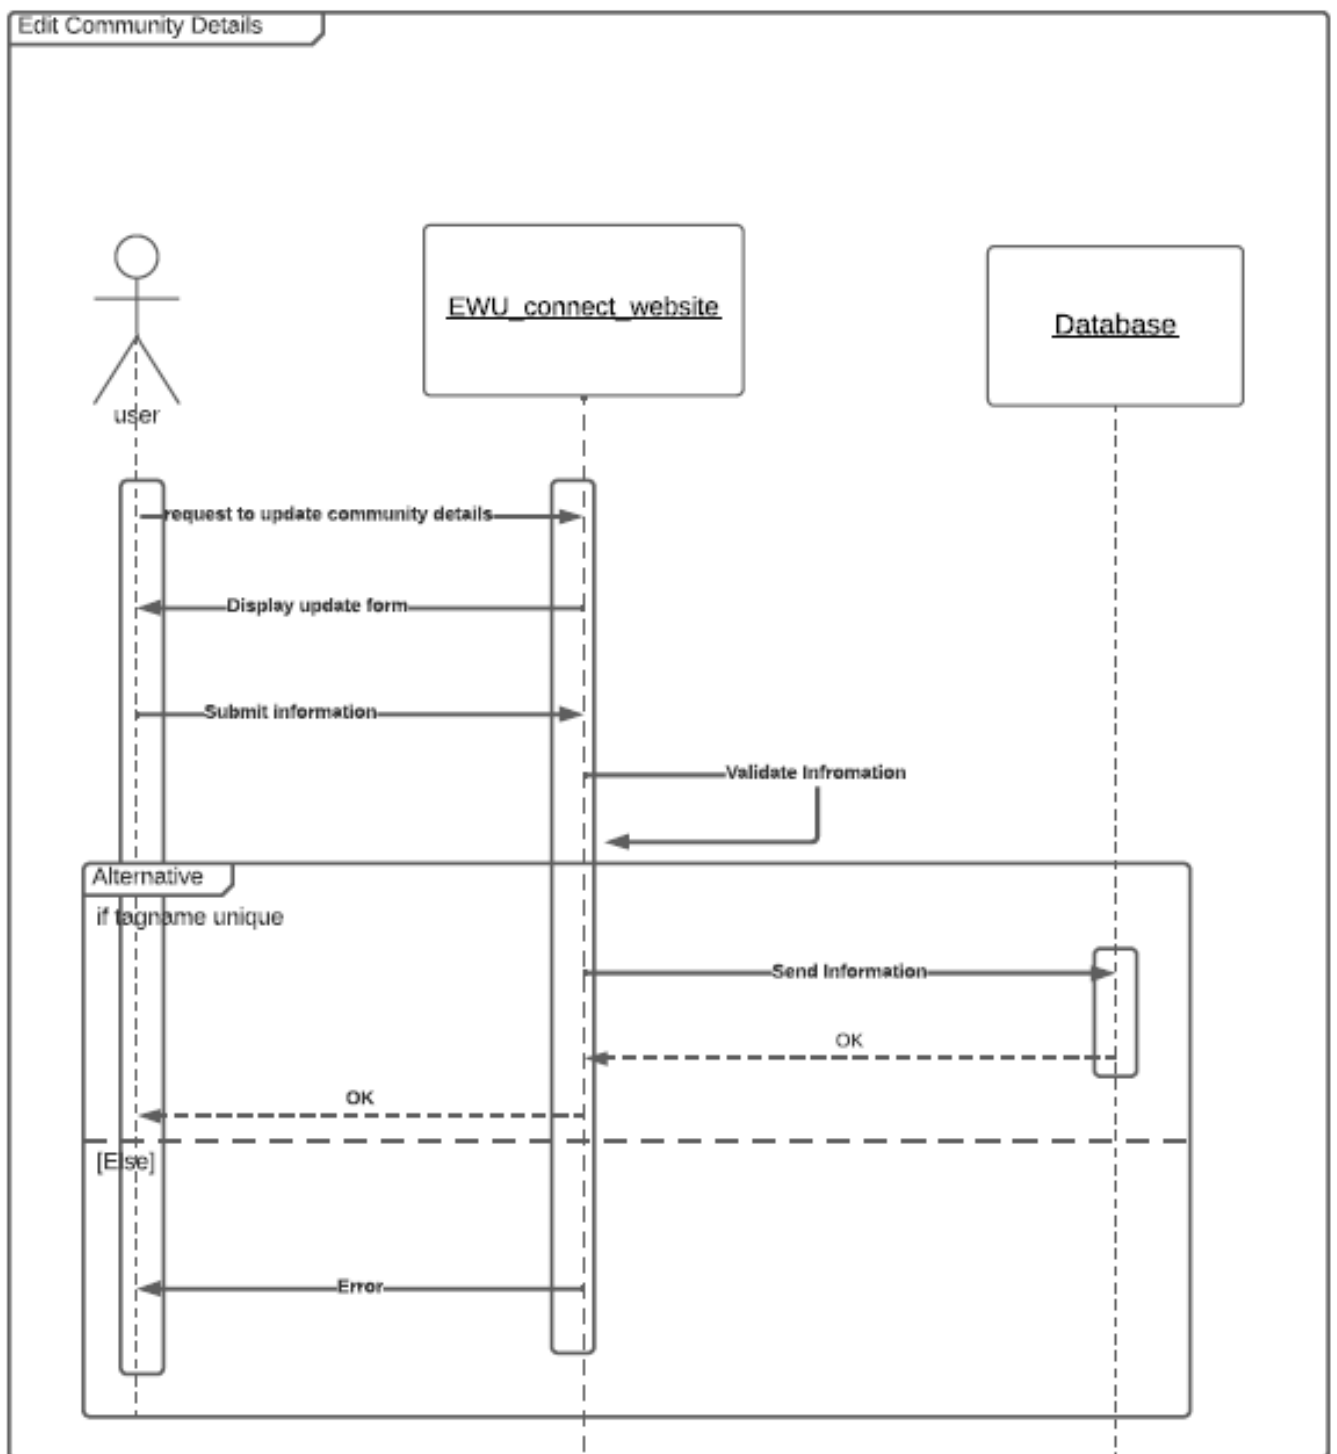 Edit Community Details
EWU_connect_website
Database
user
request to update community details
Display update form
Submit information
Validate Infromation
Alternative
if tagname unique
Send Information
OK
OK
[Else]
Error